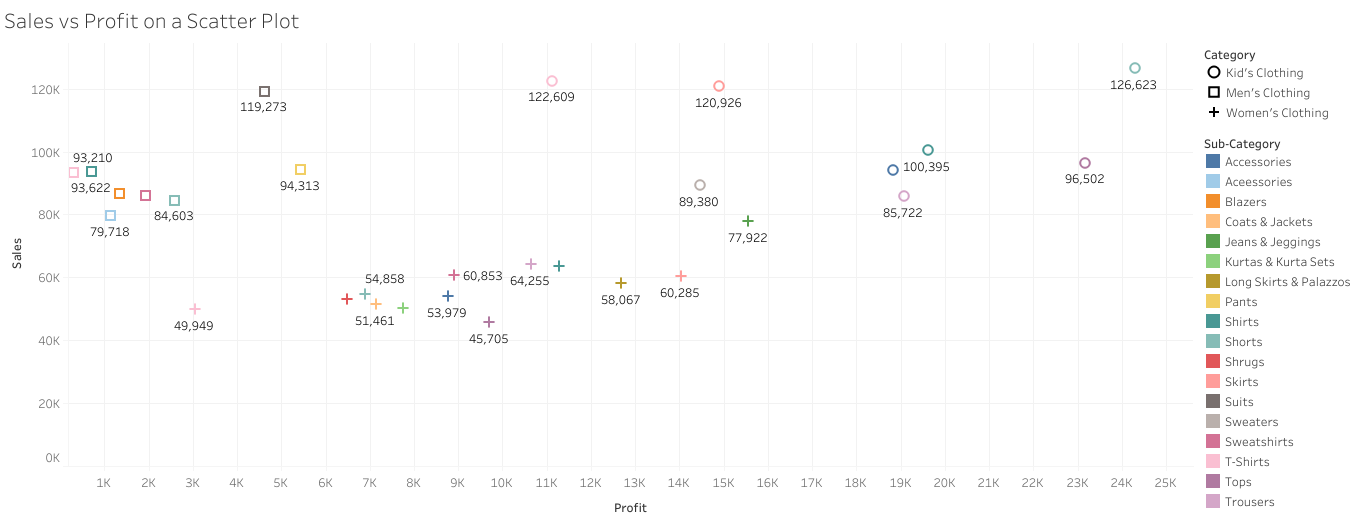 Sales vs Profit on a Scatter Plot
120K
100K
80K
60K
40K
20K
0K
Sales
126,623
122,609
120,926
119,273
93,210
93,622
94,313
84,603
79,718
100,395
96,502
89,380
85,722
77,922
54,858
60,853
64,255
60,285
58,067
51,461
53,979
49,949
45,705
1K 2K 3K 4K 5K 6K 7K 8K 9K 10K 11K 12K 13K 14K 15K 16K 17K 18K 19K 20K 21K 22K 23K 24K 25K
Profit
Category
Kid's Clothing
Men's Clothing
Women's Clothing
Sub-Category
Accessories
Aceessories
Blazers
Coats & Jackets
Jeans & Jeggings
Kurtas & Kurta Sets
Long Skirts & Palazzos
Pants
Shirts
Shorts
Shrugs
Skirts
Suits
Sweaters
Sweatshirts
T-Shirts
Tops
Trousers